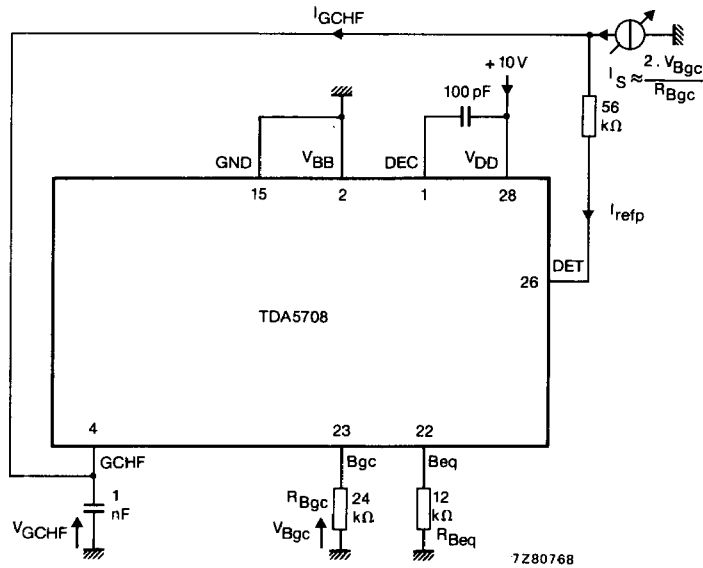 I_GCHF
+10V
I_S ≈ 2 . V_Bgc / R_Bgc
100 pF
56 kΩ
GND
V_BB
DEC
V_DD
15
2
1
28
I_refp
DET
26
TDA5708
4
23
22
GCHF
Bgc
Beq
1 nF
R_Bgc
24 kΩ
12 kΩ
V_GCHF
V_Bgc
R_Beq
7Z80768